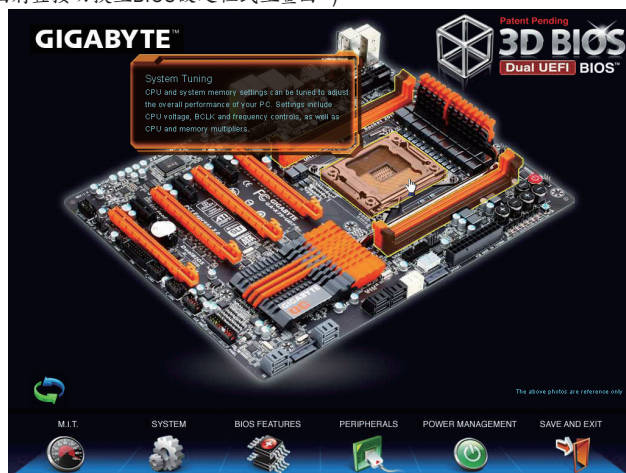 GIGABYTE™
Patent Pending
3D BIOS
Dual UEFI BIOS™
System Tuning
CPU and system memory settings can be tuned to adjust
the overall performance of your PC. Settings include
CPU voltage, BCLK and frequency controls, as well as
CPU and memory multipliers.
GIGABYTE
The above photos are reference only
M.I.T.
SYSTEM
BIOS FEATURES
PERIPHERALS
POWER MANAGEMENT
SAVE AND EXIT